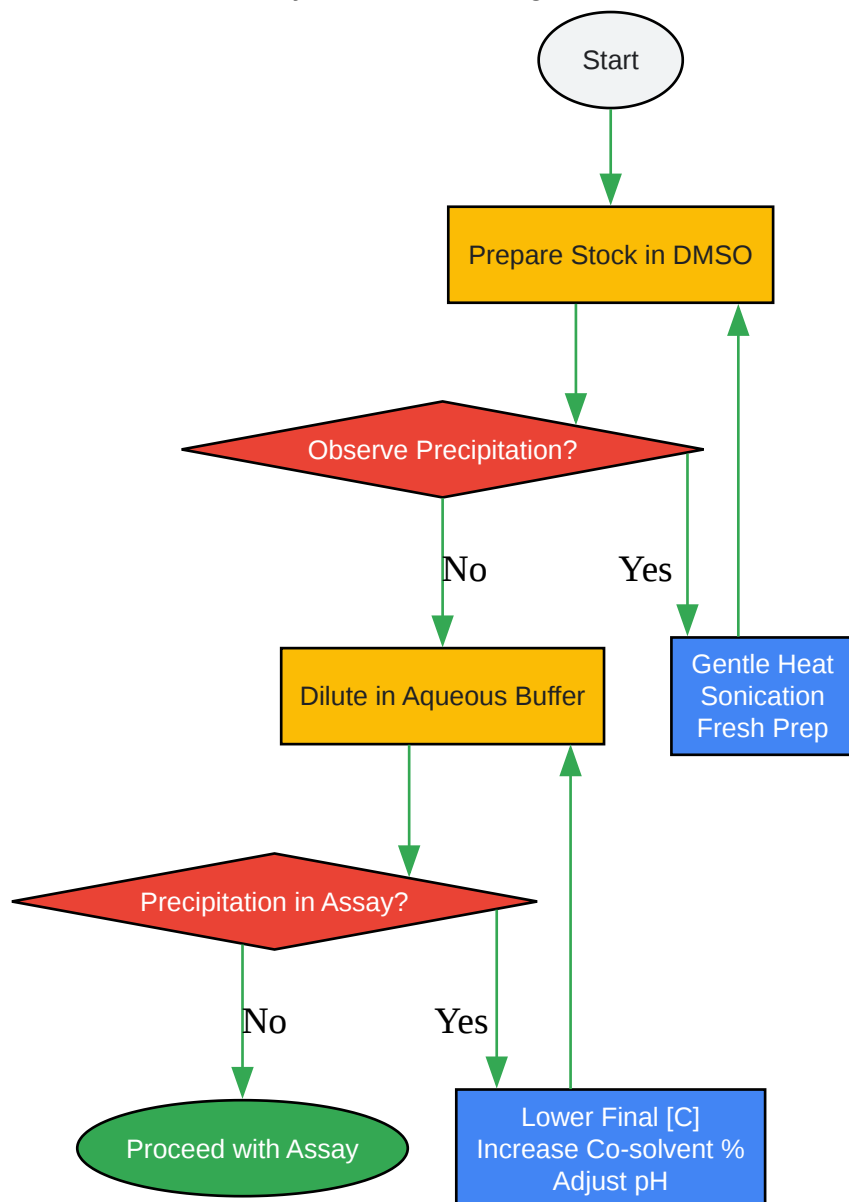 Start
Prepare Stock in DMSO
Observe Precipitation?
No
Yes
Gentle Heat
Sonication
Fresh Prep
Dilute in Aqueous Buffer
Precipitation in Assay?
No
Yes
Proceed with Assay
Lower Final [C]
Increase Co-solvent %
Adjust pH